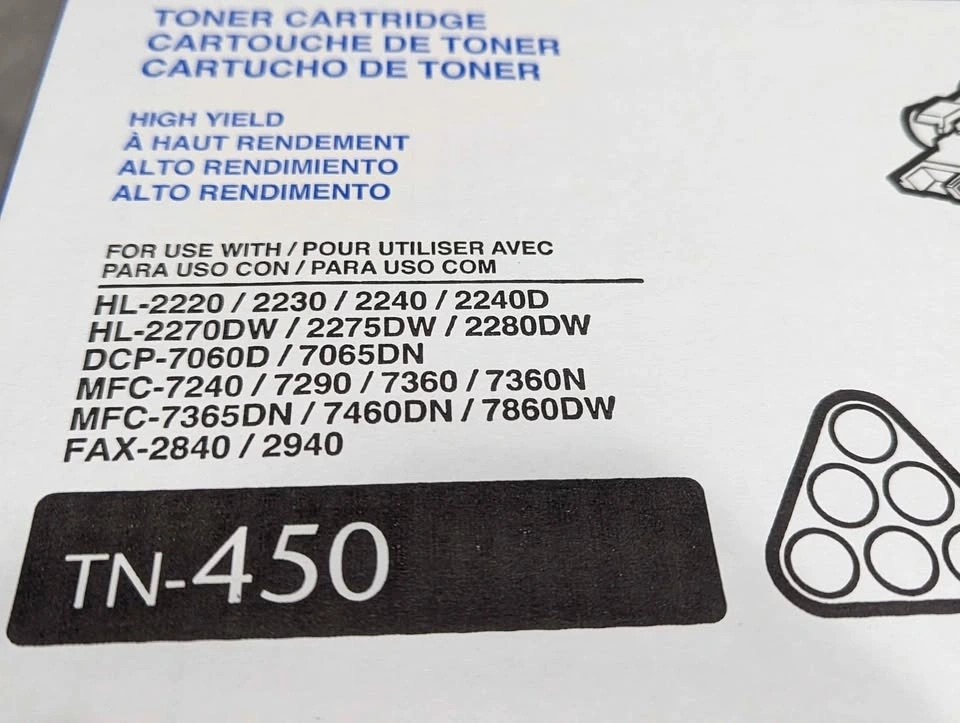 TONER CARTRIDGE
CARTOUCHE DE TONER
CARTUCHO DE TONER
HIGH YIELD
À HAUT RENDEMENT
ALTO RENDIMIENTO
ALTO RENDIMENTO
FOR USE WITH / POUR UTILISER AVEC
PARA USO CON / PARA USO COM
HL-2220 / 2230 / 2240 / 2240D
HL-2270DW / 2275DW / 2280DW
DCP-7060D / 7065DN
MFC-7240 / 7290 / 7360 / 7360N
MFC-7365DN / 7460DN / 7860DW
FAX-2840 / 2940
TN-450